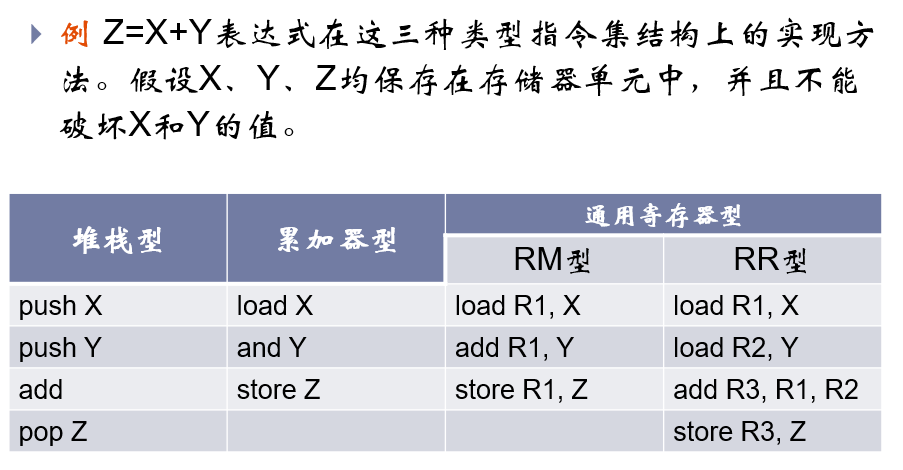 例 Z=X+Y表达式在这三种类型指令集结构上的实现方
法。假设X、Y、Z均保存在存储器单元中，并且不能
破坏X和Y的值。
堆栈型 累加器型 通用寄存器型
RM型 RR型
push X load X load R1, X load R1, X
push Y and Y add R1, Y load R2, Y
add store Z store R1, Z add R3, R1, R2
pop Z store R3, Z